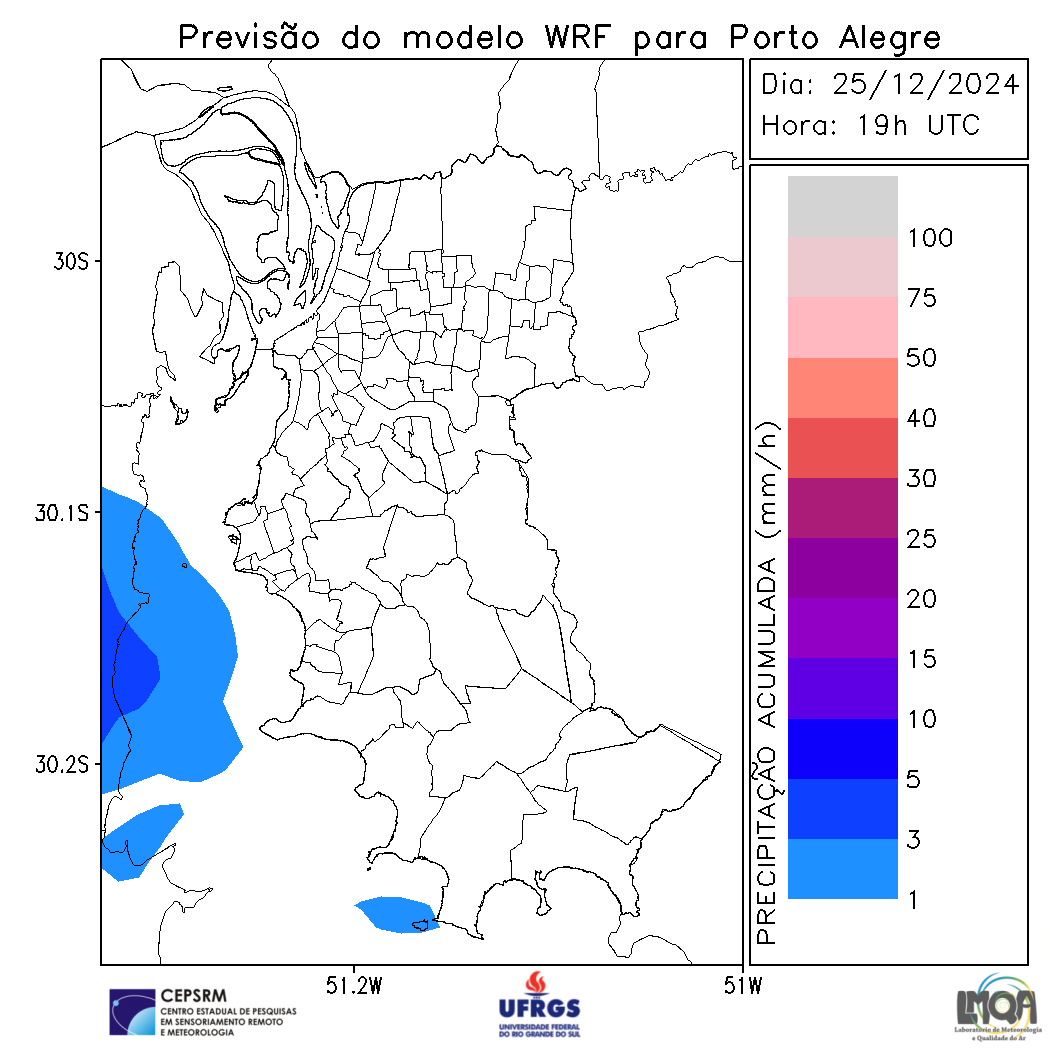 Previsão do modelo WRF para Porto Alegre
Dia: 25/12/2024
Hora: 19h UTC
30S
30.1S
30.2S
51.2W
51W
PRECIPITAÇÃO ACUMULADA (mm/h)
100
75
50
40
30
25
20
15
10
5
3
1
CEPSRM
CENTRO ESTADUAL DE PESQUISAS
EM SENSORIAMENTO REMOTO
E METEOROLOGIA
UFRGS
UNIVERSIDADE FEDERAL
DO RIO GRANDE DO SUL
LMQA
Laboratório de Meteorologia
e Qualidade do Ar